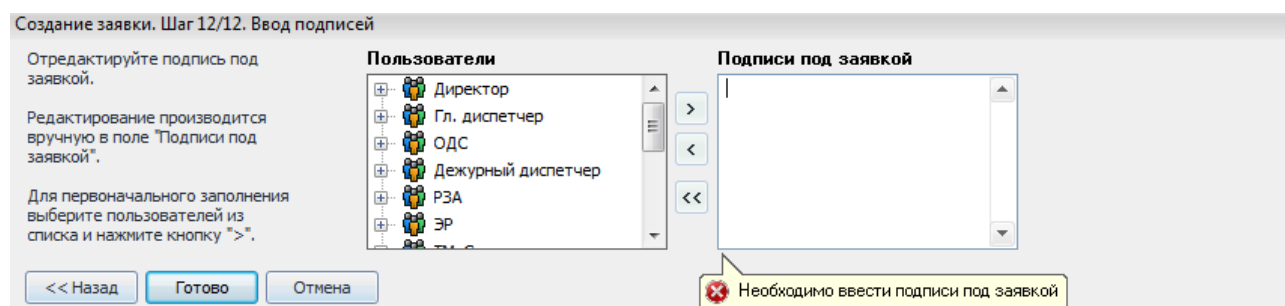 Создание заявки. Шаг 12/12. Ввод подписей
Отредактируйте подпись под
заявкой.
Редактирование производится
вручную в поле "Подписи под
заявкой".
Для первоначального заполнения
выберите пользователей из
списка и нажмите кнопку ">".
Пользователи
Директор
Гл. диспетчер
ОДС
Дежурный диспетчер
РЗА
ЭР
>
<
<<
Подписи под заявкой
<< Назад
Готово
Отмена
Необходимо ввести подписи под заявкой